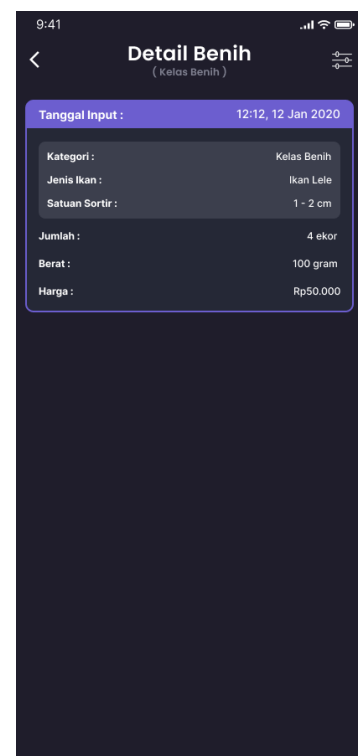 9:41
Detail Benih
( Kelas Benih )
Tanggal Input : 12:12, 12 Jan 2020
Kategori : Kelas Benih
Jenis Ikan : Ikan Lele
Satuan Sortir : 1 - 2 cm
Jumlah : 4 ekor
Berat : 100 gram
Harga : Rp50.000